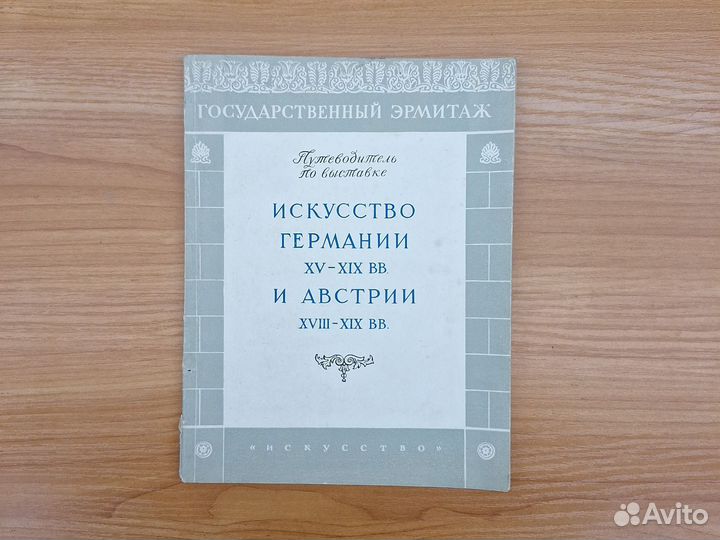 ГОСУДАРСТВЕННЫЙ ЭРМИТАЖ
Путеводитель
по выставке
ИСКУССТВО
ГЕРМАНИИ
XV–XIX ВВ.
И АВСТРИИ
XVIII–XIX ВВ.
«ИСКУССТВО»
Avito